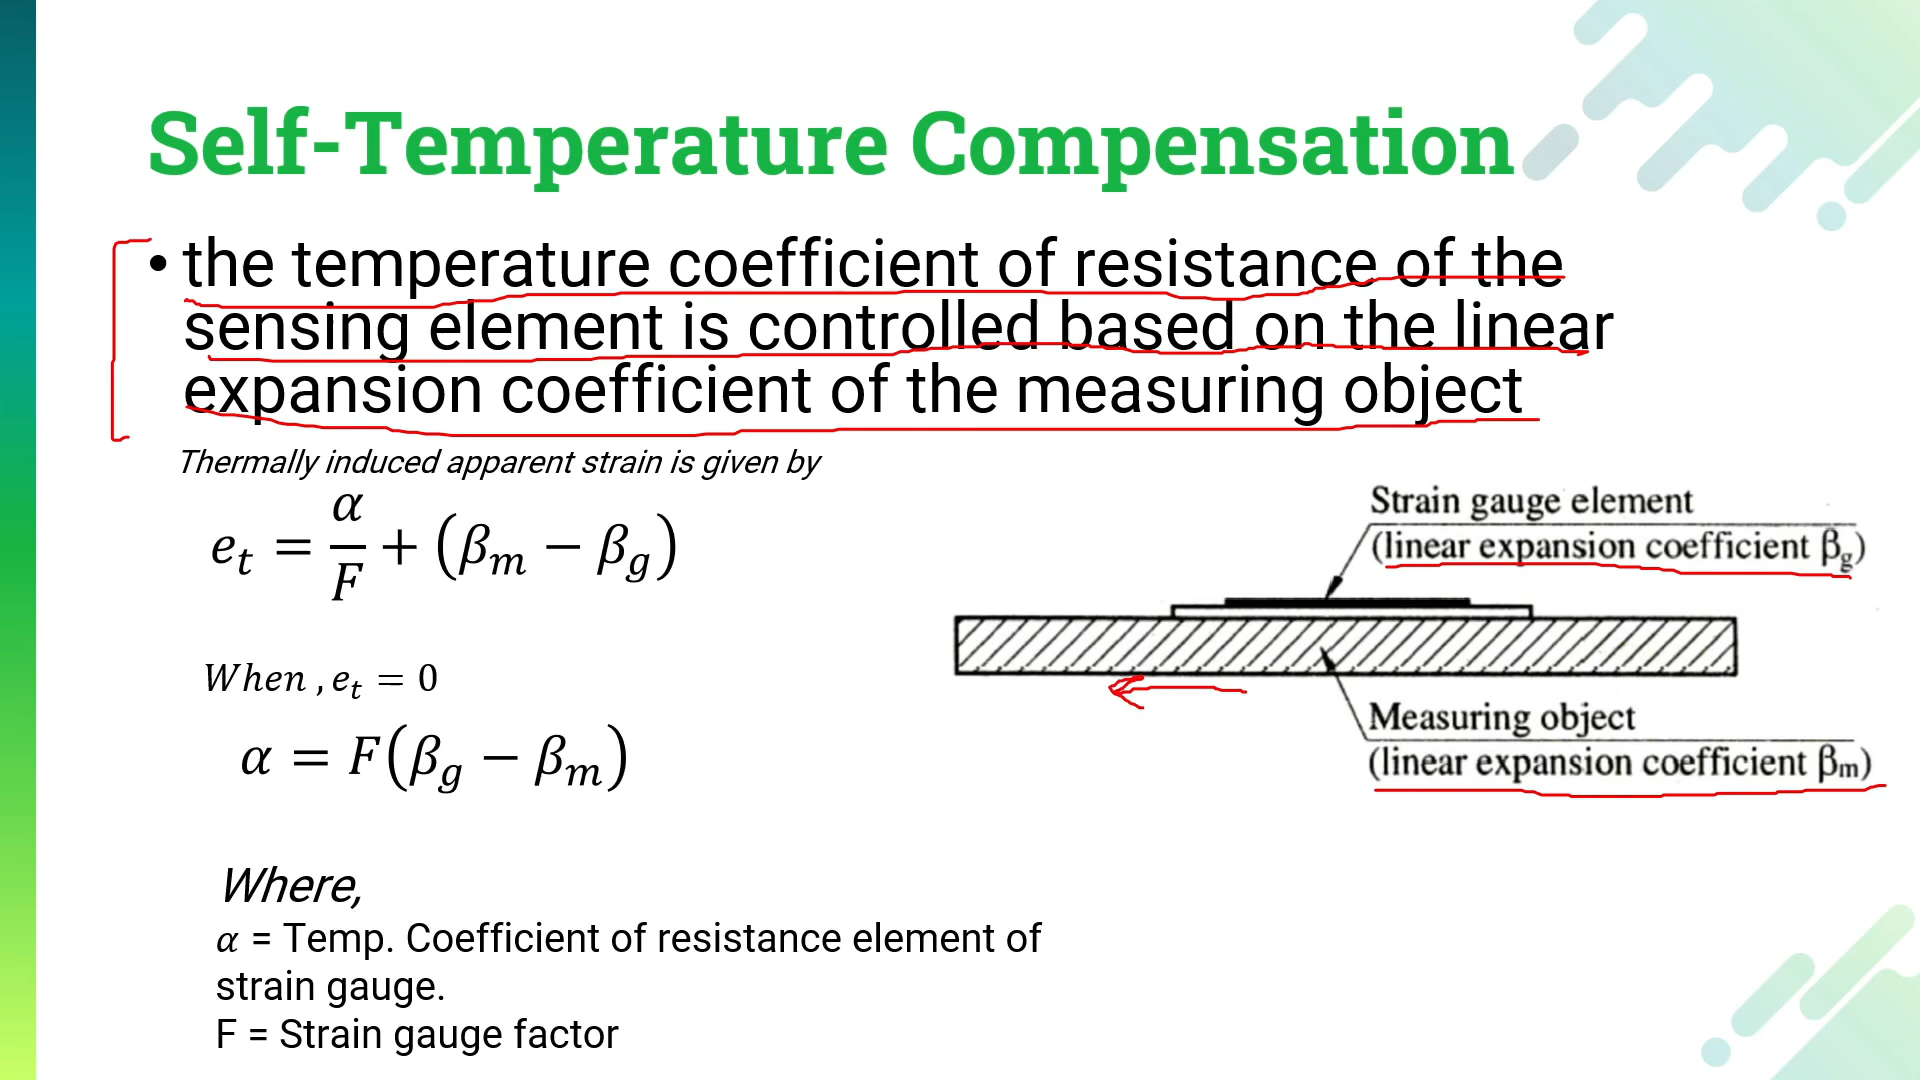 Self-Temperature Compensation
• the temperature coefficient of resistance of the
sensing element is controlled based on the linear
expansion coefficient of the measuring object
Thermally induced apparent strain is given by
e_t = α/F + (β_m − β_g)
When , e_t = 0
α = F(β_g − β_m)
Where,
α = Temp. Coefficient of resistance element of
strain gauge.
F = Strain gauge factor
Strain gauge element
(linear expansion coefficient β_g)
Measuring object
(linear expansion coefficient β_m)